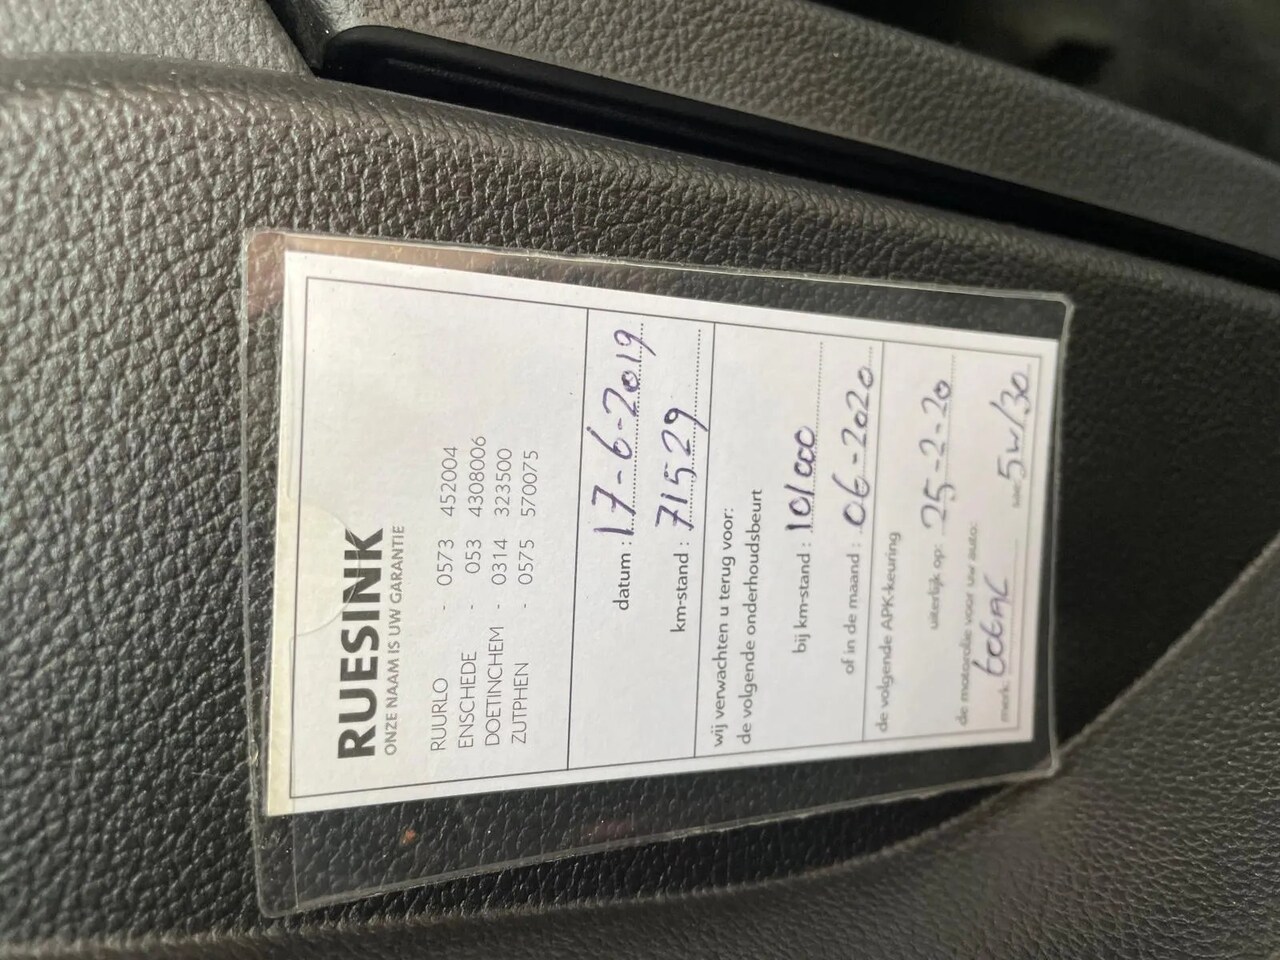 RUESINK
ONZE NAAM IS UW GARANTIE
RUURLO - 0573 452004
ENSCHEDE - 053 4308006
DOETINCHEM - 0314 323500
ZUTPHEN - 0575 570075
datum : 17-6-2019
km-stand : 71529
wij verwachten u terug voor:
de volgende onderhoudsbeurt
bij km-stand : 101000
of in de maand : 06-2020
de volgende APK-keuring
uiterlijk op: 25-2-20
de motorolie voor uw auto:
merk: total 5w/30